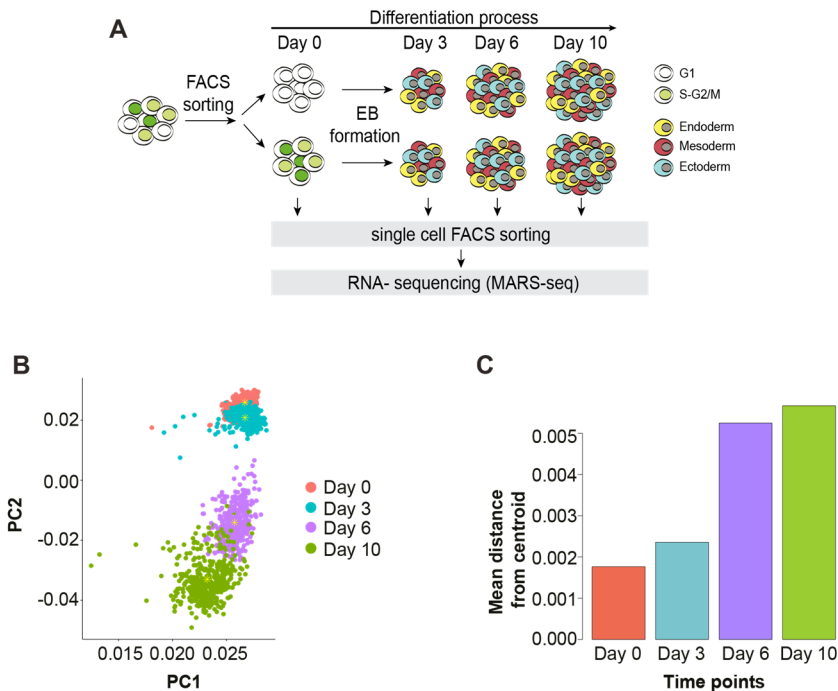 A
Differentiation process
Day 0
Day 3
Day 6
Day 10
FACS
sorting
EB
formation
G1
S-G2/M
Endoderm
Mesoderm
Ectoderm
single cell FACS sorting
RNA- sequencing (MARS-seq)
B
PC2
0.02
0.00
-0.02
-0.04
0.015
0.020
0.025
PC1
Day 0
Day 3
Day 6
Day 10
C
Mean distance
from centroid
0.005
0.004
0.003
0.002
0.001
0.000
Day 0
Day 3
Day 6
Day 10
Time points